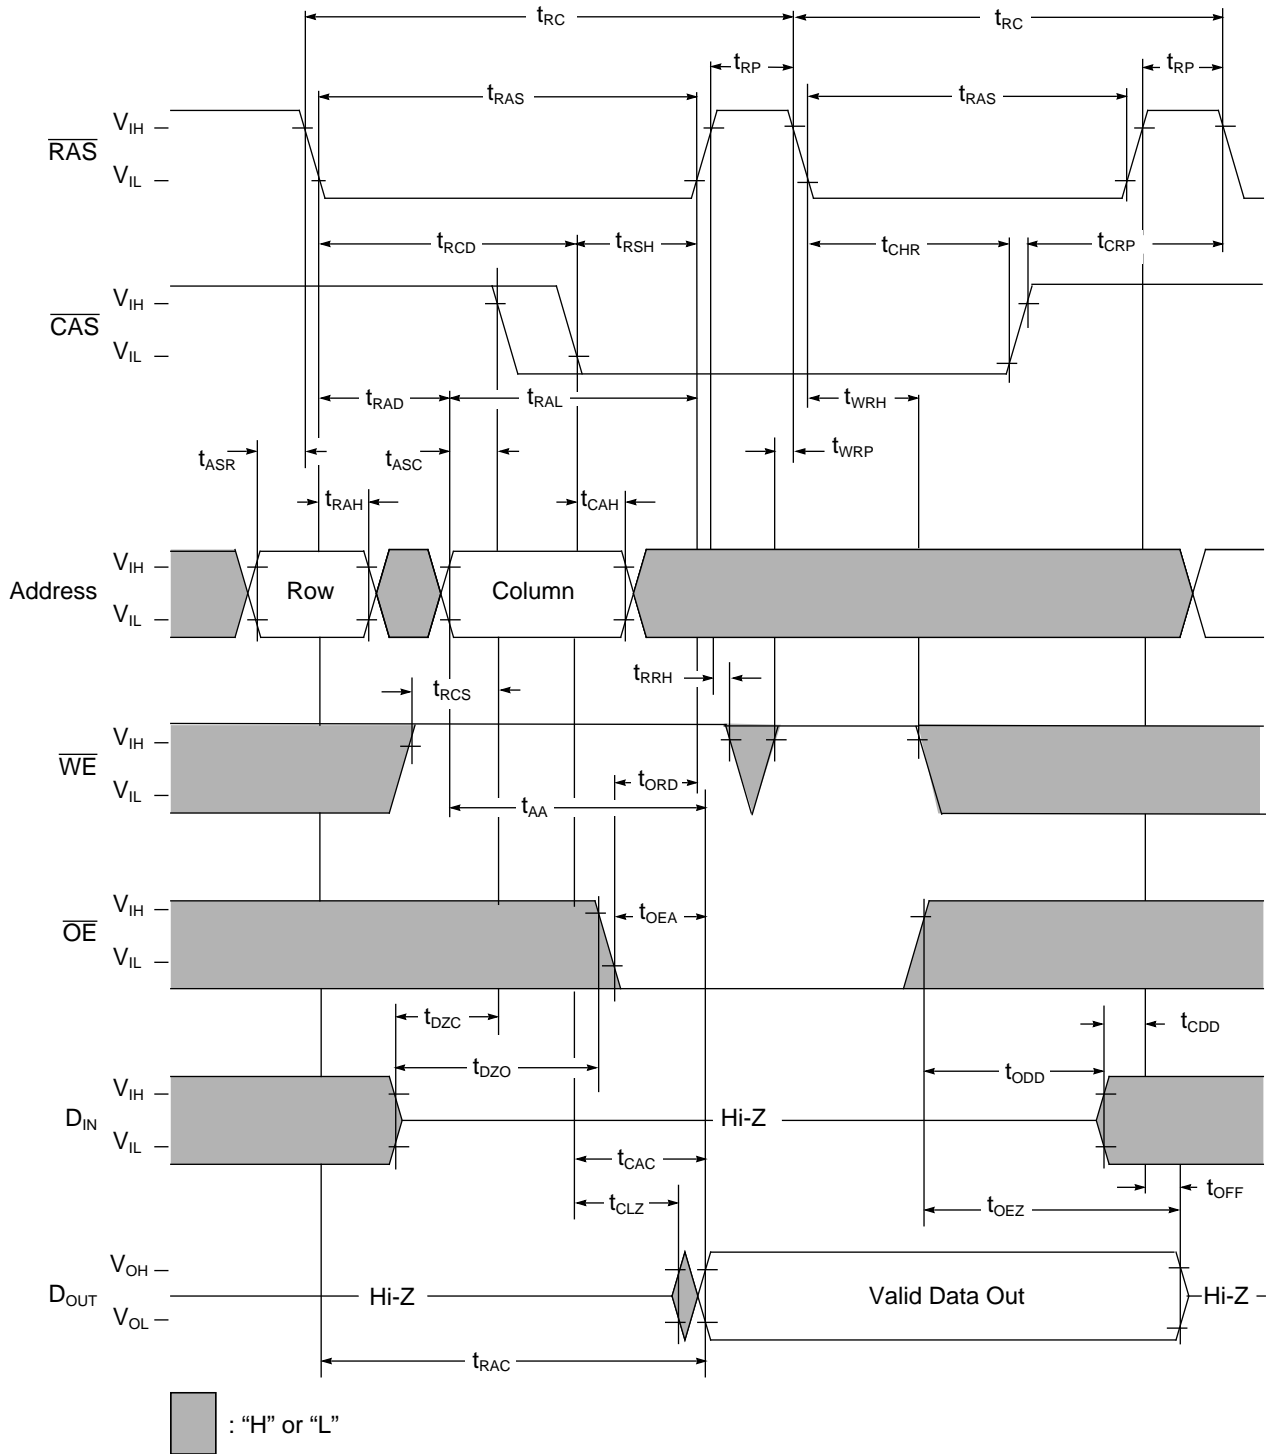 tRC tRC
tRP tRP
tRAS tRAS
VIH
RAS
VIL
tRCD tRSH tCHR tCRP
VIH
CAS
VIL
tRAD tRAL tWRH
tASR tASC tWRP
tRAH tCAH
VIH
Address Row Column
VIL
tRCS tRRH
VIH
WE
VIL
tORD
tAA
VIH
OE tOEA
VIL
tDZC tCDD
tDZO tODD
VIH
DIN Hi-Z
VIL
tCAC
tCLZ tOEZ tOFF
VOH
DOUT Hi-Z Valid Data Out Hi-Z
VOL
tRAC
: “H” or “L”